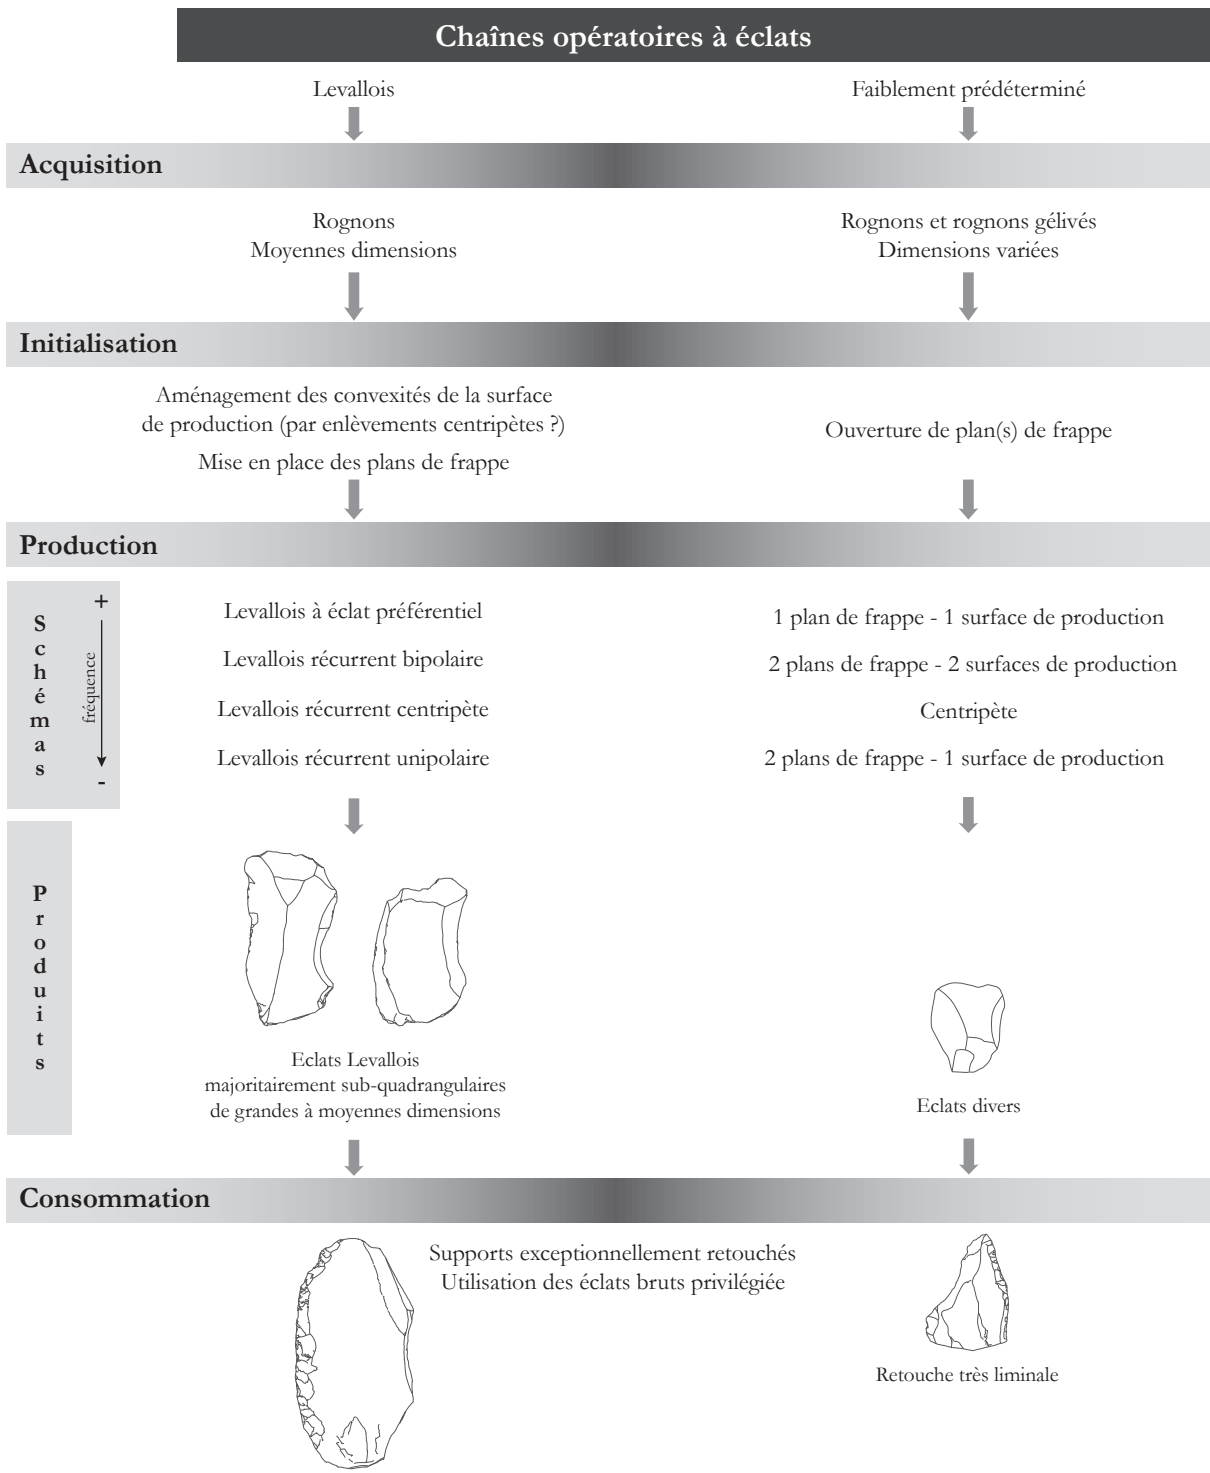 Chaînes opératoires à éclats
Levallois
Faiblement prédéterminé
Acquisition
Rognons
Moyennes dimensions
Rognons et rognons gélivés
Dimensions variées
Initialisation
Aménagement des convexités de la surface
de production (par enlèvements centripètes ?)
Mise en place des plans de frappe
Ouverture de plan(s) de frappe
Production
Schémas
+
fréquence
-
Levallois à éclat préférentiel
Levallois récurrent bipolaire
Levallois récurrent centripète
Levallois récurrent unipolaire
1 plan de frappe - 1 surface de production
2 plans de frappe - 2 surfaces de production
Centripète
2 plans de frappe - 1 surface de production
Produits
Eclats Levallois
majoritairement sub-quadrangulaires
de grandes à moyennes dimensions
Eclats divers
Consommation
Supports exceptionnellement retouchés
Utilisation des éclats bruts privilégiée
Retouche très liminale